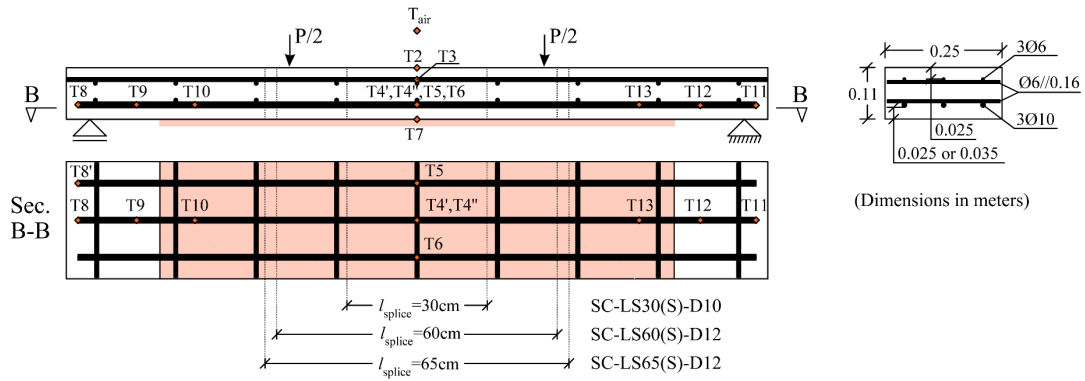 T_air
P/2
P/2
T2
T3
B
T8
T9
T10
T4',T4'',T5,T6
T13
T12
T11
B
T7
0.25
3Ø6
0.11
Ø6//0.16
3Ø10
0.025
0.025 or 0.035
(Dimensions in meters)
Sec.
B-B
T8'
T5
T8
T9
T10
T4',T4''
T13
T12
T11
T6
l_splice=30cm
SC-LS30(S)-D10
l_splice=60cm
SC-LS60(S)-D12
l_splice=65cm
SC-LS65(S)-D12